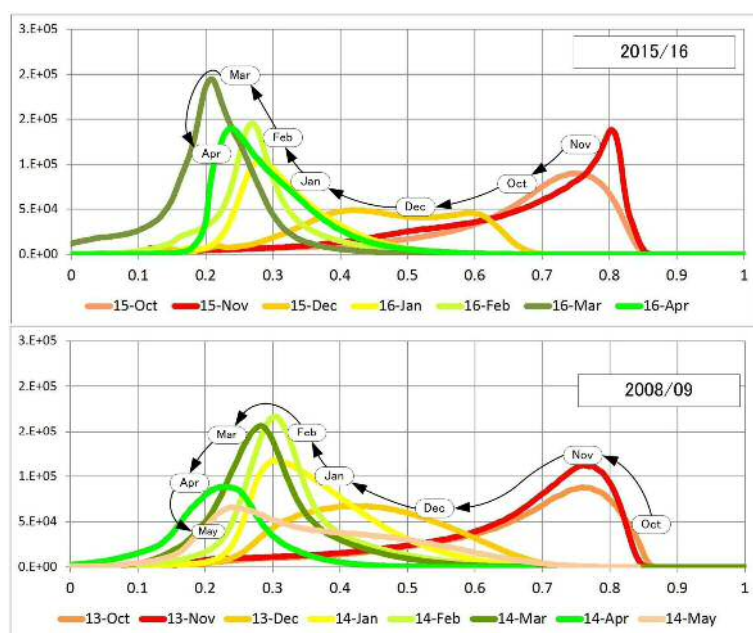 3.E+05
2.E+05
2.E+05
1.E+05
5.E+04
0.E+00
2015/16
Mar
Apr
Feb
Jan
Dec
Oct
Nov
0 0.1 0.2 0.3 0.4 0.5 0.6 0.7 0.8 0.9 1
15-Oct 15-Nov 15-Dec 16-Jan 16-Feb 16-Mar 16-Apr
3.E+05
2.E+05
2.E+05
1.E+05
5.E+04
0.E+00
2008/09
Mar
Feb
Apr
Jan
May
Dec
Nov
Oct
0 0.1 0.2 0.3 0.4 0.5 0.6 0.7 0.8 0.9 1
13-Oct 13-Nov 13-Dec 14-Jan 14-Feb 14-Mar 14-Apr 14-May